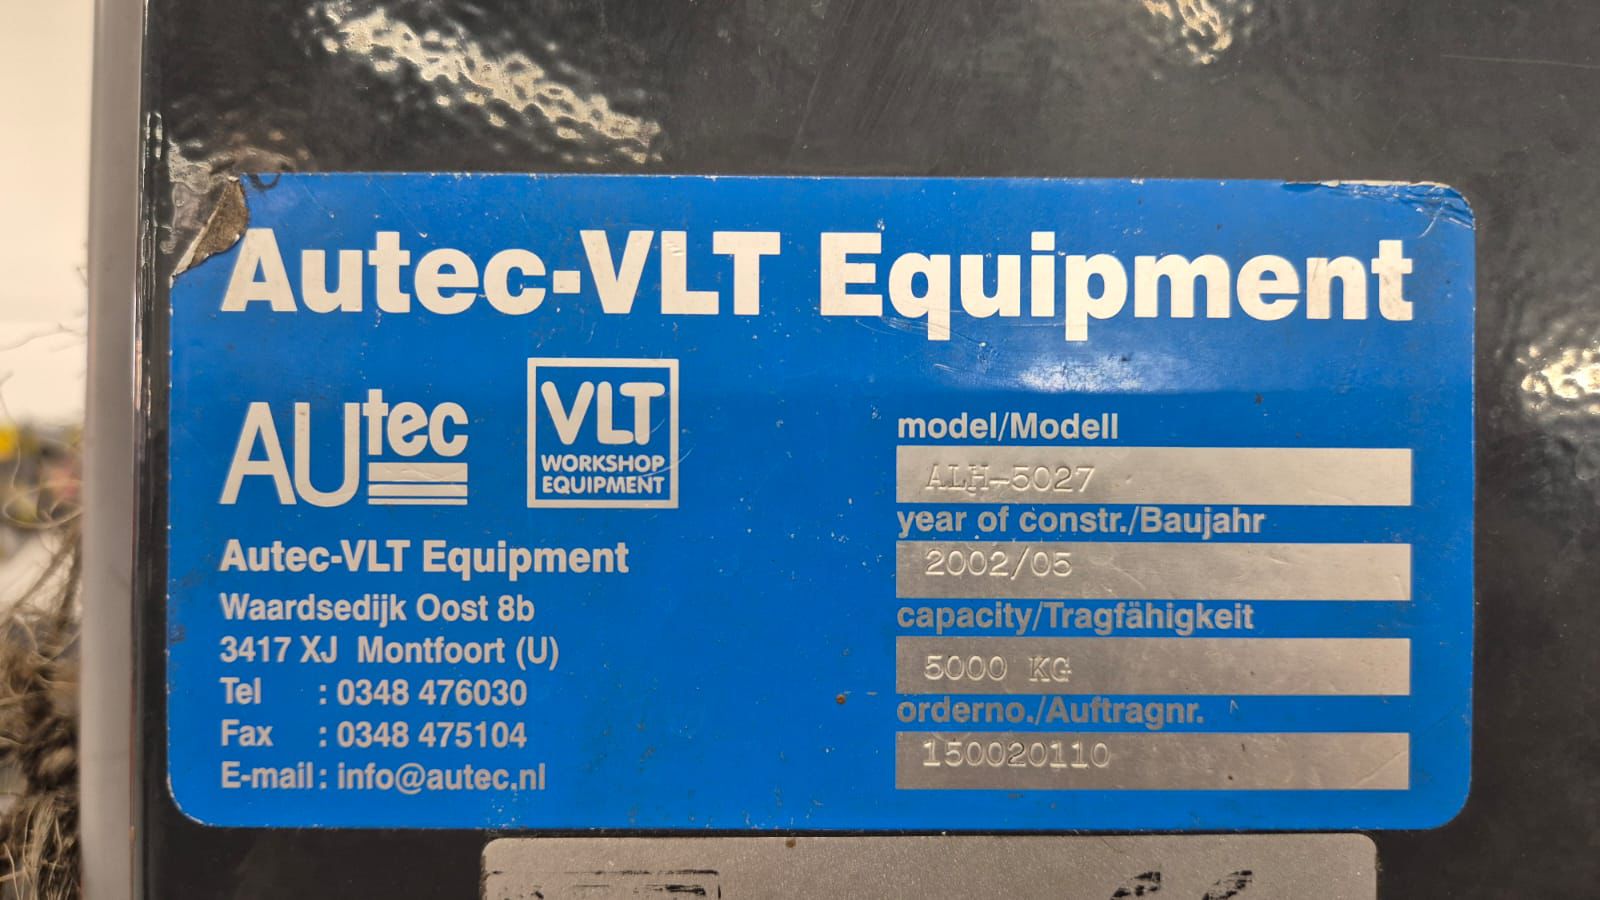 Autec-VLT Equipment
AUtec
VLT
WORKSHOP
EQUIPMENT
Autec-VLT Equipment
Waardsedijk Oost 8b
3417 XJ Montfoort (U)
Tel : 0348 476030
Fax : 0348 475104
E-mail : info@autec.nl
model/Modell
ALH-5027
year of constr./Baujahr
2002/05
capacity/Tragfähigkeit
5000 KG
orderno./Auftragnr.
150020110